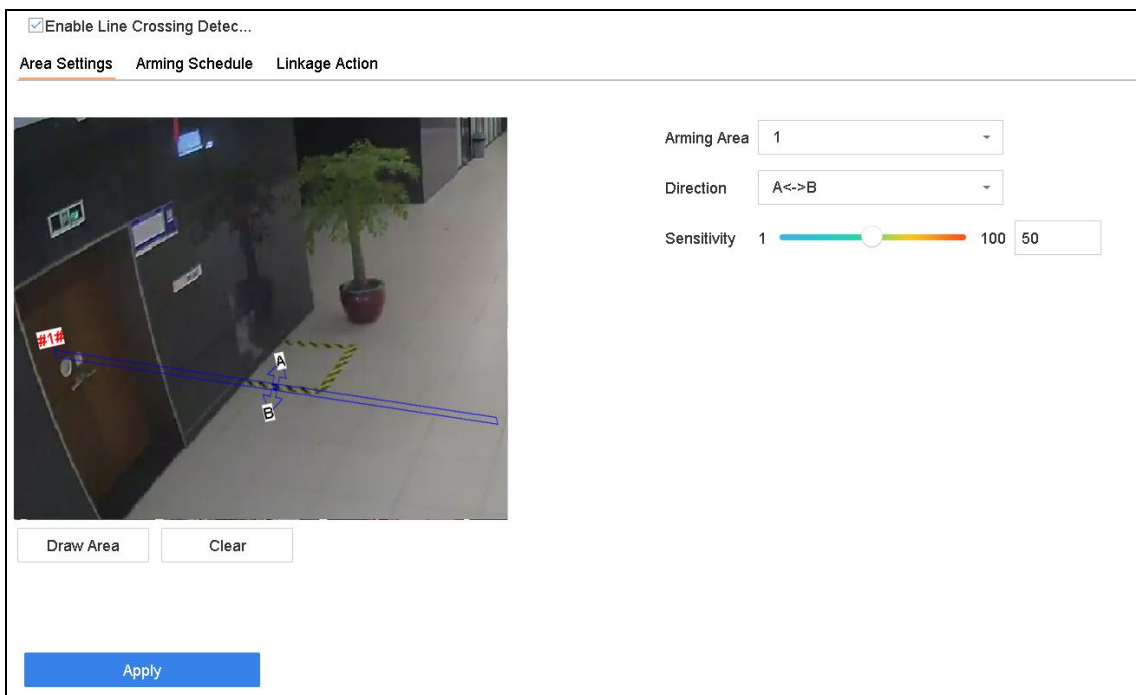 Enable Line Crossing Detec...
Area Settings Arming Schedule Linkage Action
Arming Area 1
Direction A<->B
Sensitivity 1 100 50
#1#
A
B
Draw Area Clear
Apply